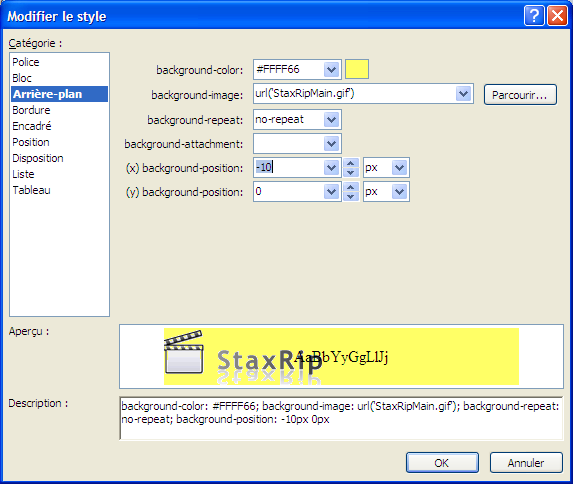 Modifier le style
Catégorie :
Police
Bloc
Arrière-plan
Bordure
Encadré
Position
Disposition
Liste
Tableau
background-color: #FFFF66
background-image: url('StaxRipMain.gif') Parcourir...
background-repeat: no-repeat
background-attachment:
(x) background-position: -10 px
(y) background-position: 0 px
Aperçu :
StaxRip
AaBbYyGgLlJj
Description :
background-color: #FFFF66; background-image: url('StaxRipMain.gif'); background-repeat:
no-repeat; background-position: -10px 0px
OK Annuler